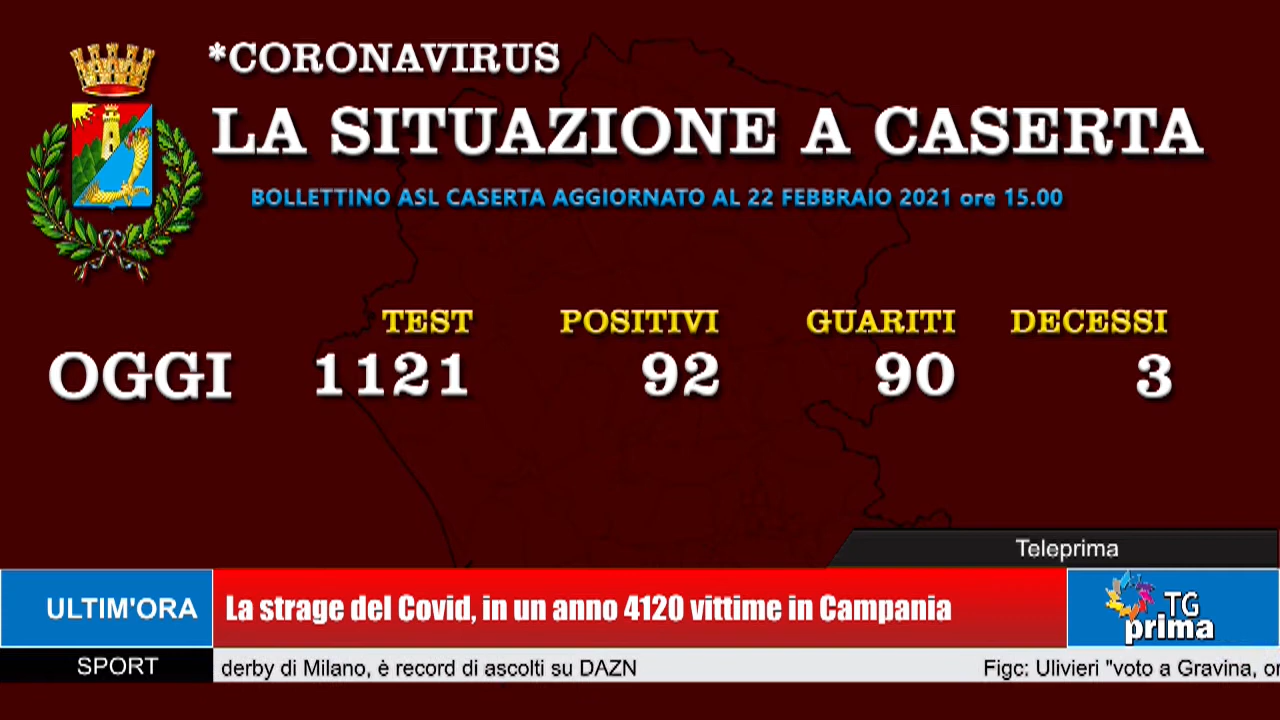 *CORONAVIRUS
LA SITUAZIONE A CASERTA
BOLLETTINO ASL CASERTA AGGIORNATO AL 22 FEBBRAIO 2021 ore 15.00
TEST POSITIVI GUARITI DECESSI
OGGI 1121 92 90 3
Teleprima
ULTIM'ORA La strage del Covid, in un anno 4120 vittime in Campania
TG
prima
SPORT derby di Milano, è record di ascolti su DAZN Figc: Ulivieri "voto a Gravina,